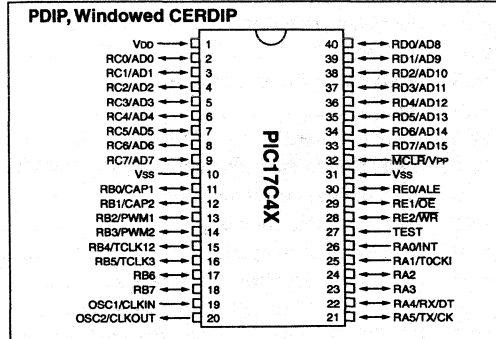 PDIP, Windowed CERDIP
VDD 1 40 RD0/AD8
RC0/AD0 2 39 RD1/AD9
RC1/AD1 3 38 RD2/AD10
RC2/AD2 4 37 RD3/AD11
RC3/AD3 5 36 RD4/AD12
RC4/AD4 6 35 RD5/AD13
RC5/AD5 7 34 RD6/AD14
RC6/AD6 8 33 RD7/AD15
RC7/AD7 9 32 MCLR/VPP
VSS 10 31 VSS
RB0/CAP1 11 30 RE0/ALE
RB1/CAP2 12 29 RE1/OE
RB2/PWM1 13 28 RE2/WR
RB3/PWM2 14 27 TEST
RB4/TCLK12 15 26 RA0/INT
RB5/TCLK3 16 25 RA1/T0CKI
RB6 17 24 RA2
RB7 18 23 RA3
OSC1/CLKIN 19 22 RA4/RX/DT
OSC2/CLKOUT 20 21 RA5/TX/CK
PIC17C4X